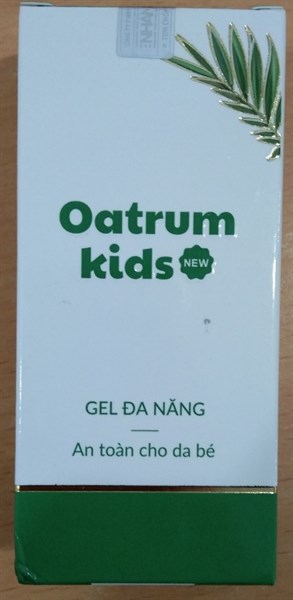 Oatrum
kids NEW
GEL ĐA NĂNG
An toàn cho da bé